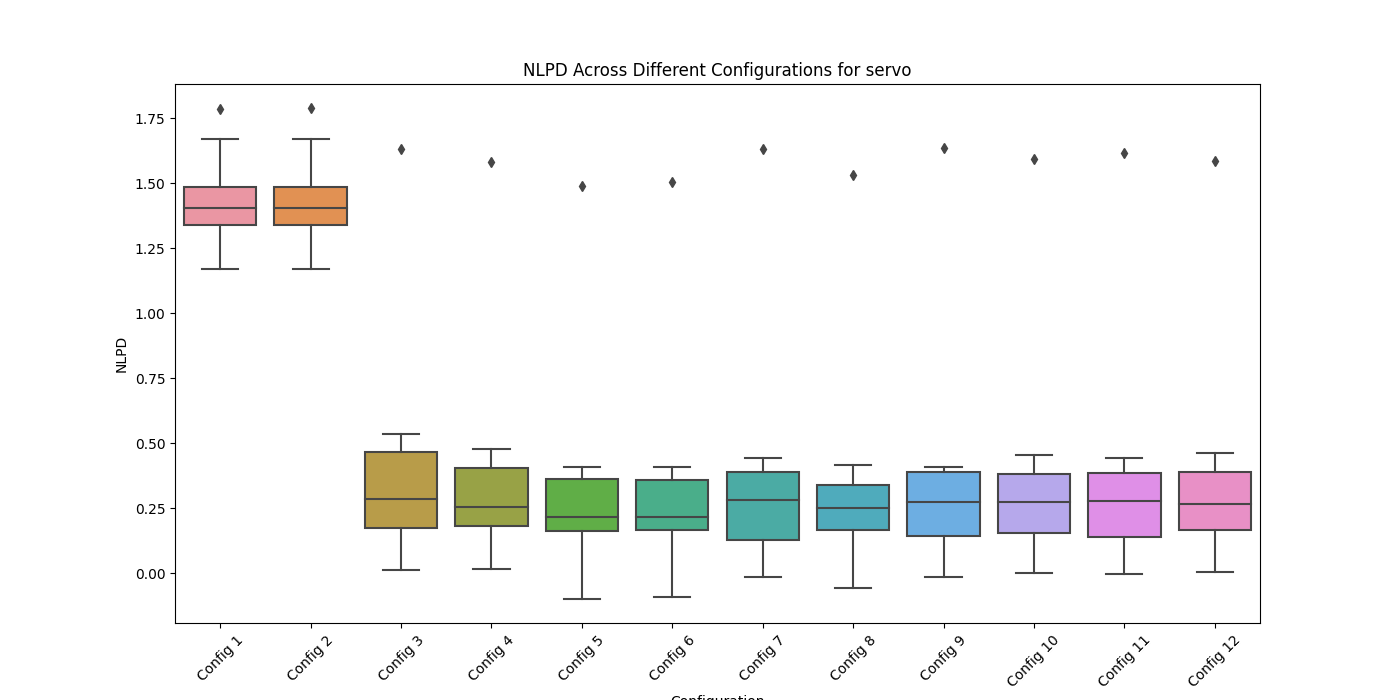 NLPD Across Different Configurations for servo
NLPD
1.75
1.50
1.25
1.00
0.75
0.50
0.25
0.00
Config 1
Config 2
Config 3
Config 4
Config 5
Config 6
Config 7
Config 8
Config 9
Config 10
Config 11
Config 12
Configuration